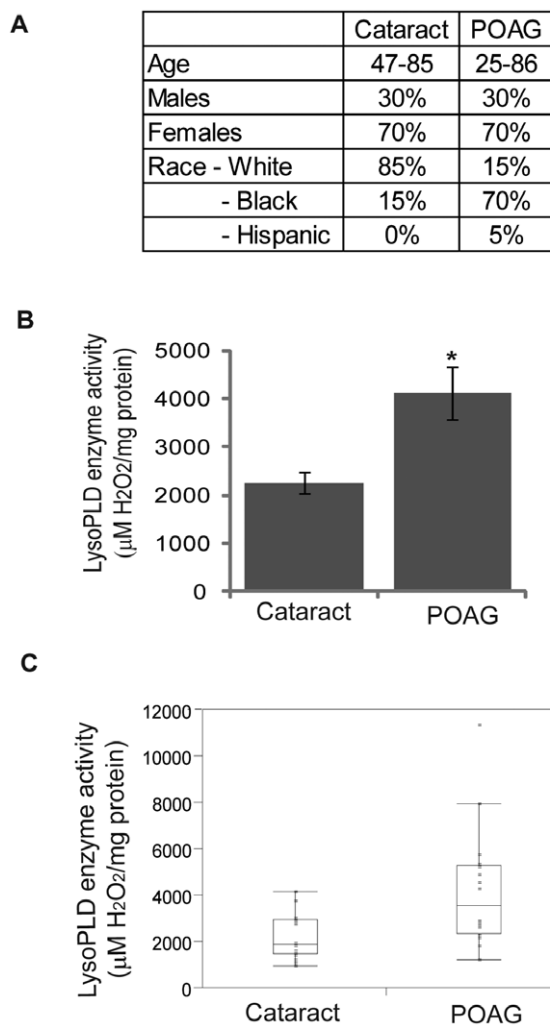 A
Cataract POAG
Age 47-85 25-86
Males 30% 30%
Females 70% 70%
Race - White 85% 15%
- Black 15% 70%
- Hispanic 0% 5%
B
LysoPLD enzyme activity
(μM H2O2/mg protein)
5000
4000
3000
2000
1000
0
*
Cataract POAG
C
LysoPLD enzyme activity
(μM H2O2/mg protein)
12000
10000
8000
6000
4000
2000
0
Cataract POAG